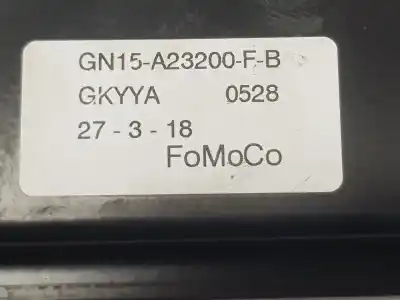 GN15-A23200-F-B
GKYYA 0528
27 - 3 - 18
FoMoCo